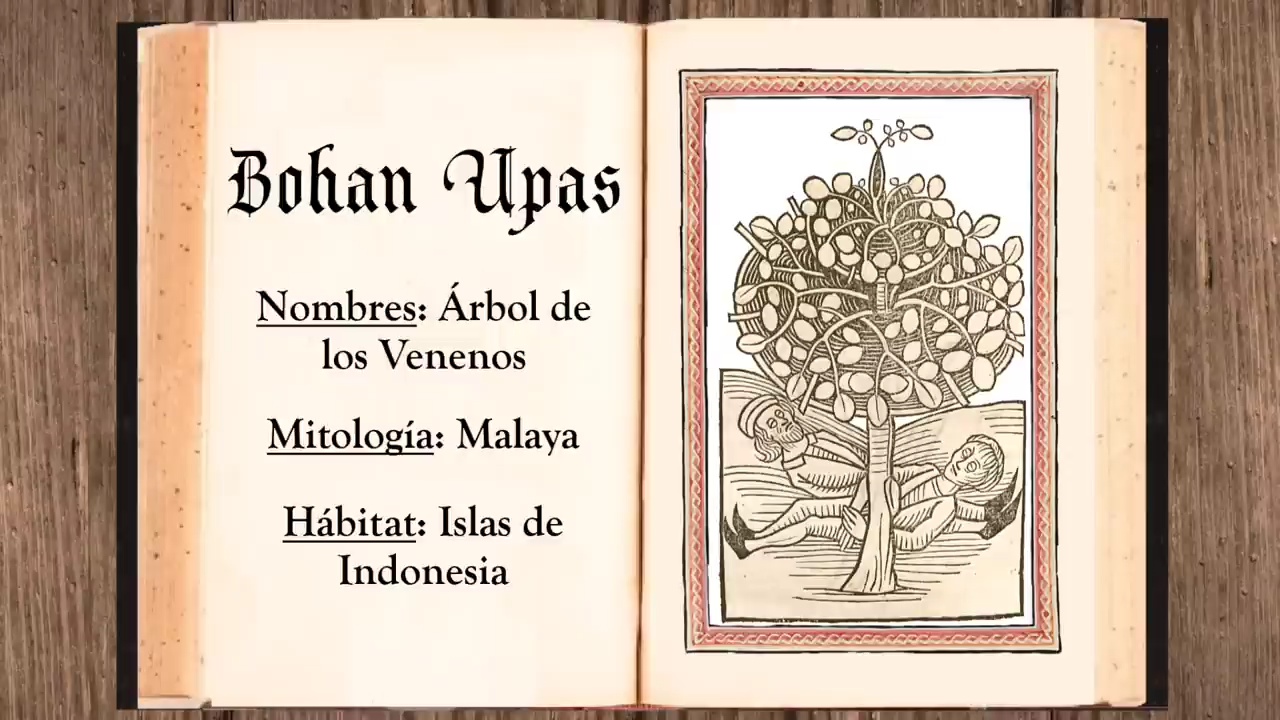 Bohan Upas
Nombres: Árbol de
los Venenos
Mitología: Malaya
Hábitat: Islas de
Indonesia